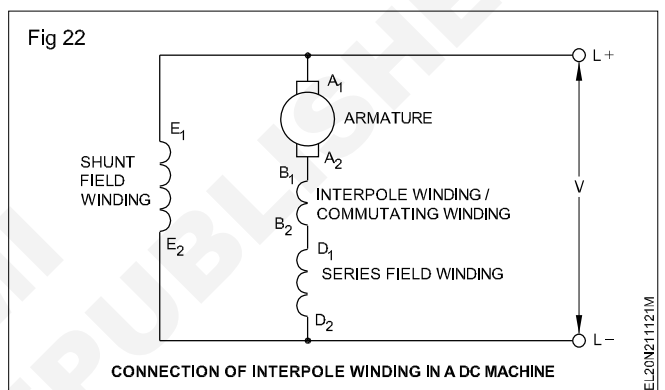 Fig 22
L+
A1
ARMATURE
A2
E1
SHUNT
FIELD
WINDING
E2
B1
INTERPOLE WINDING /
COMMUTATING WINDING
B2
D1
SERIES FIELD WINDING
D2
V
L-
CONNECTION OF INTERPOLE WINDING IN A DC MACHINE
EL20N211121M